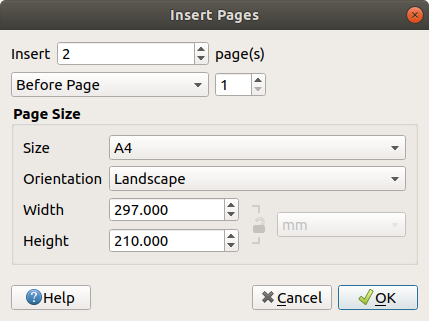 Insert Pages
Insert 2 page(s)
Before Page 1
Page Size
Size A4
Orientation Landscape
Width 297.000
mm
Height 210.000
Help Cancel OK